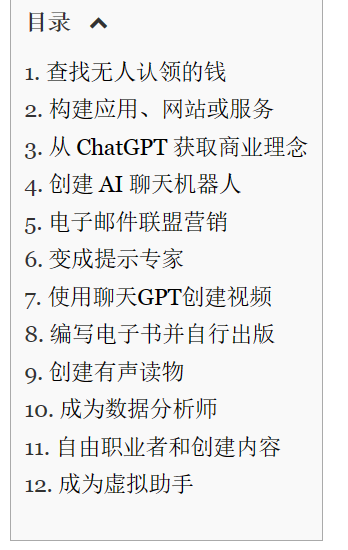 目录
1. 查找无人认领的钱
2. 构建应用、网站或服务
3. 从 ChatGPT 获取商业理念
4. 创建 AI 聊天机器人
5. 电子邮件联盟营销
6. 变成提示专家
7. 使用聊天GPT创建视频
8. 编写电子书并自行出版
9. 创建有声读物
10. 成为数据分析师
11. 自由职业者和创建内容
12. 成为虚拟助手